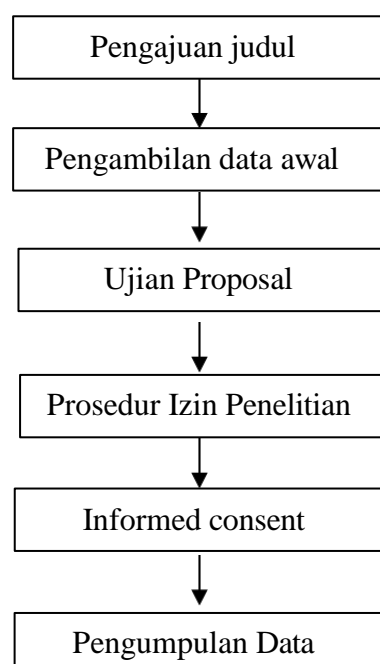 Pengajuan judul
Pengambilan data awal
Ujian Proposal
Prosedur Izin Penelitian
Informed consent
Pengumpulan Data